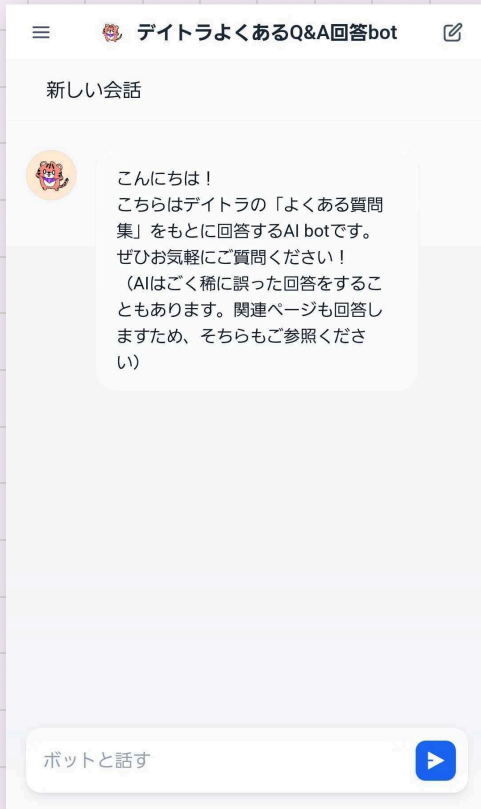 デイトラよくあるQ&A回答bot
新しい会話
こんにちは！
こちらはデイトラの「よくある質問
集」をもとに回答するAI botです。
ぜひお気軽にご質問ください！
（AIはごく稀に誤った回答をするこ
ともあります。関連ページも回答し
ますため、そちらもご参照くださ
い）
ボットと話す